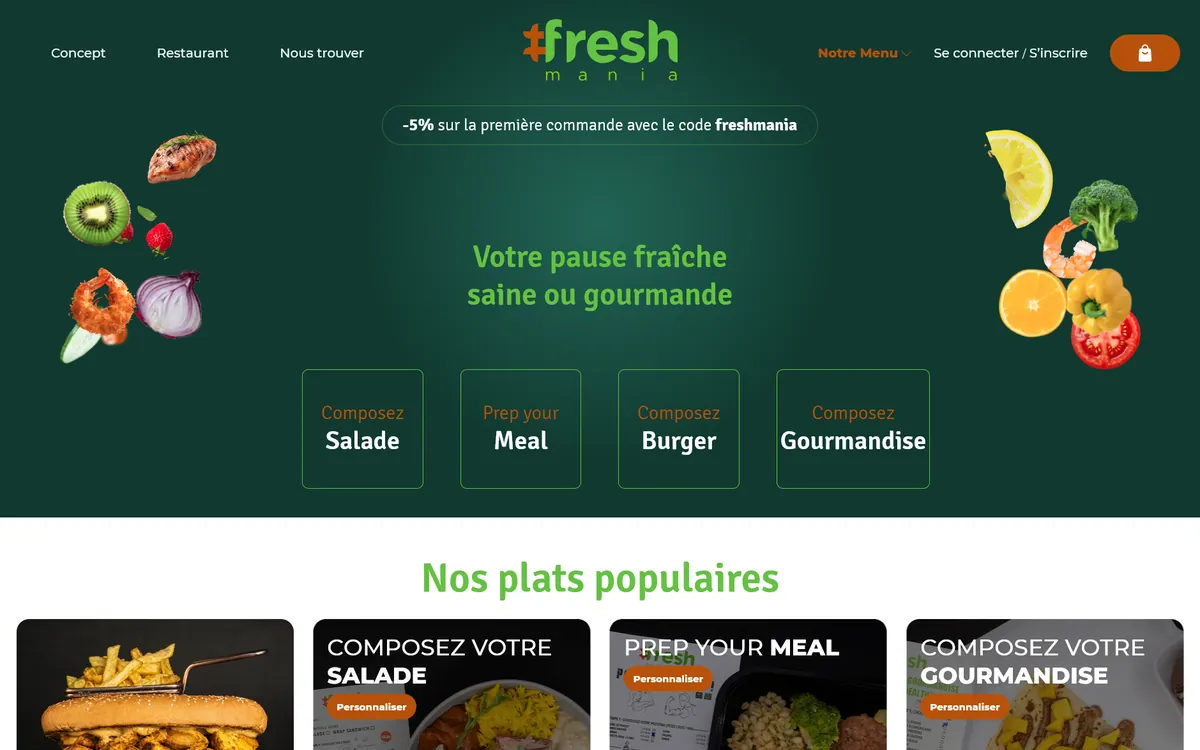 Concept
Restaurant
Nous trouver
#fresh
mania
Notre Menu
Se connecter / S'inscrire
-5% sur la première commande avec le code freshmania
Votre pause fraîche
saine ou gourmande
Composez
Salade
Prep your
Meal
Composez
Burger
Composez
Gourmandise
Nos plats populaires
COMPOSEZ VOTRE
SALADE
Personnaliser
PREP YOUR MEAL
Personnaliser
COMPOSEZ VOTRE
GOURMANDISE
Personnaliser